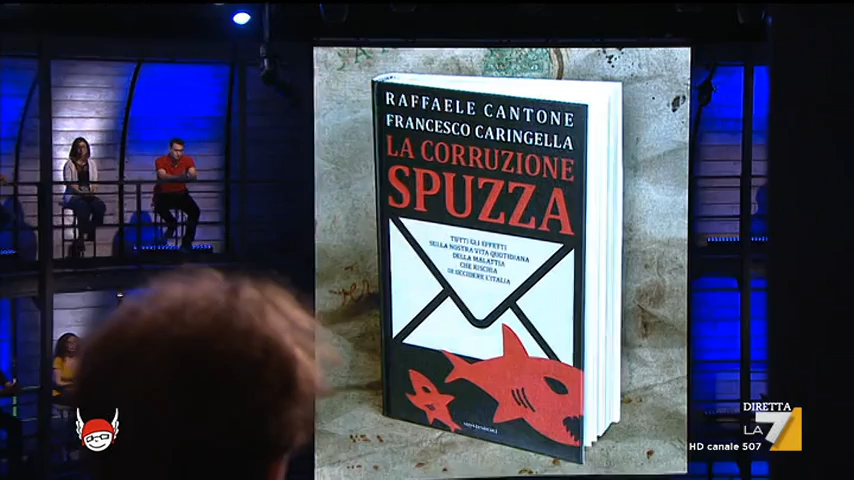 RAFFAELE CANTONE
FRANCESCO CARINGELLA
LA CORRUZIONE
SPUZZA
TUTTI GLI EFFETTI
SULLA NOSTRA VITA QUOTIDIANA
DELLA MALATTIA
CHE RISCHIA
DI UCCIDERE L'ITALIA
DIRETTA
LA 7
HD canale 507